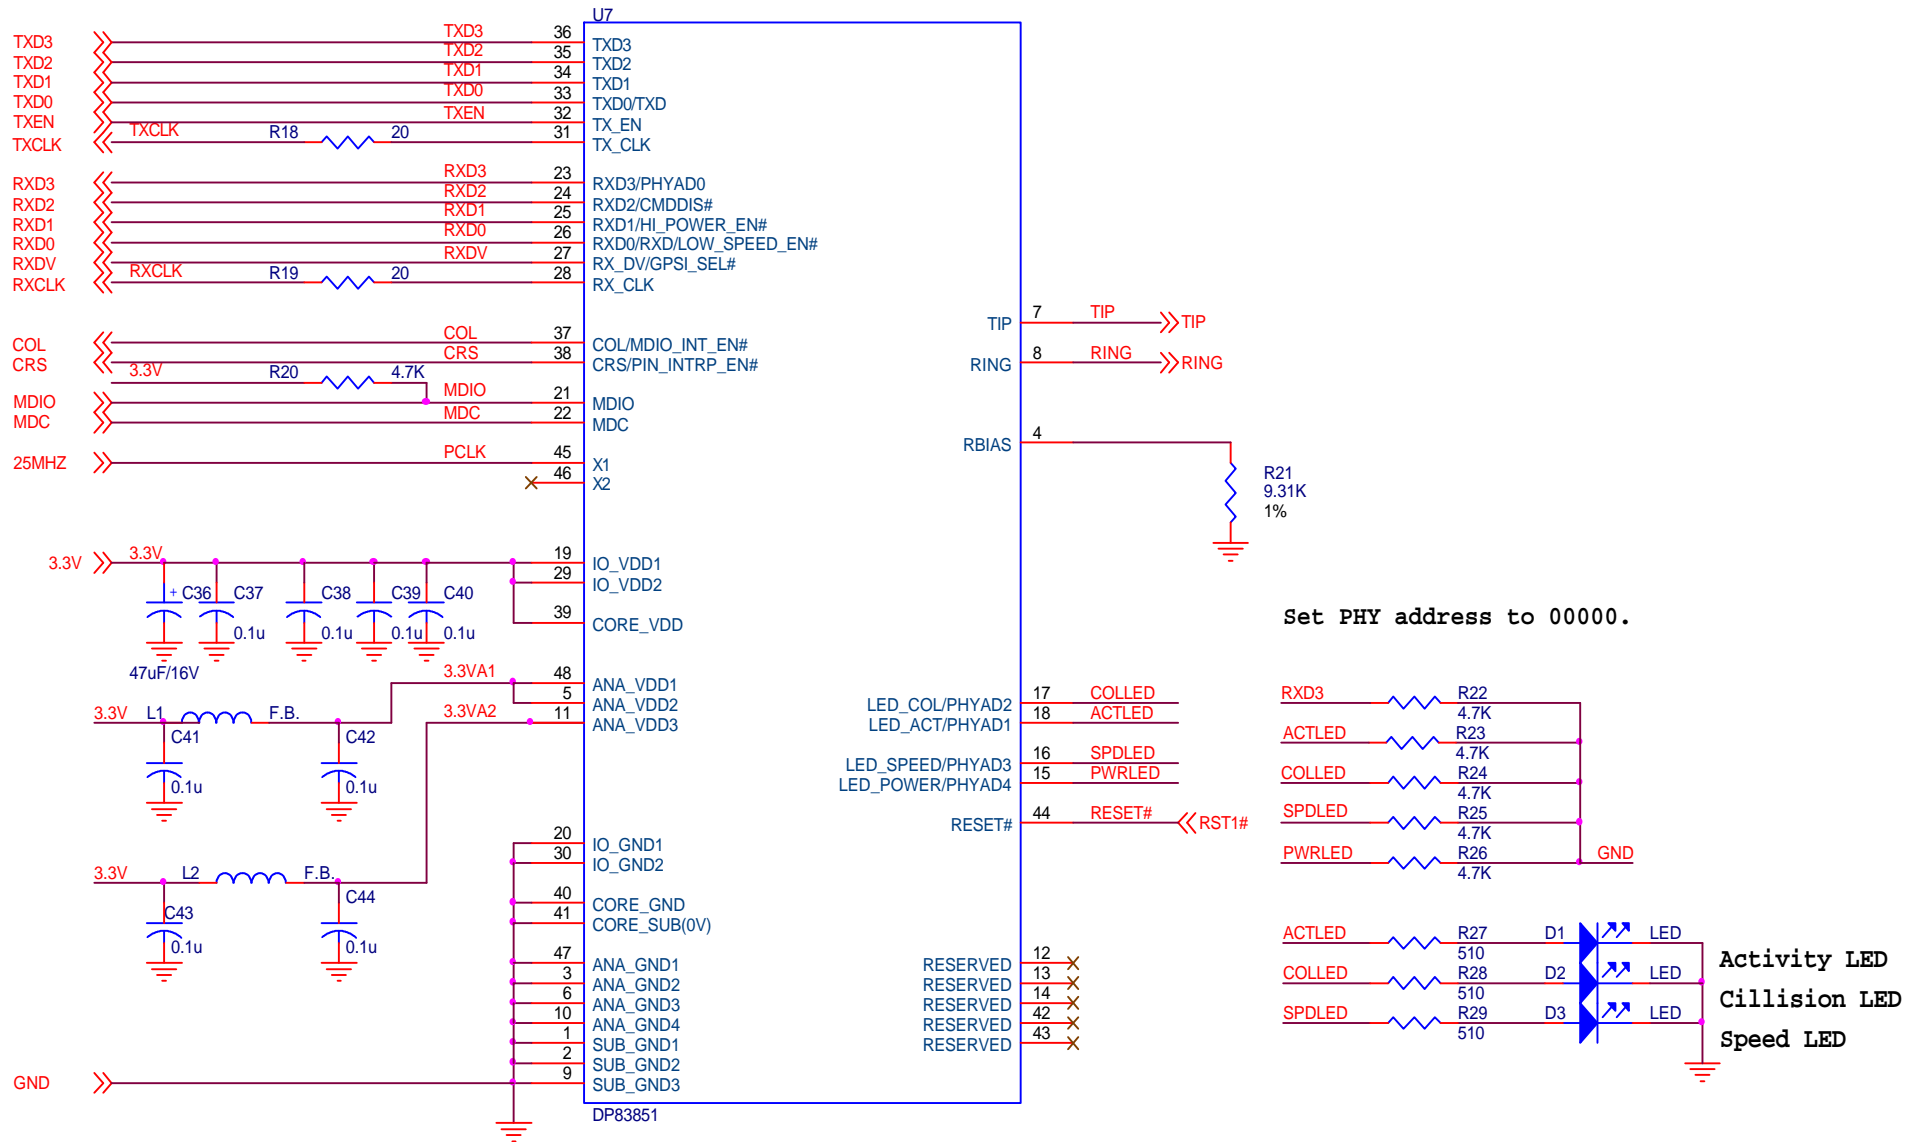 U7
TXD3 TXD3 36 TXD3
TXD2 TXD2 35 TXD2
TXD1 TXD1 34 TXD1
TXD0 TXD0 33 TXD0/TXD
TXEN TXEN 32 TX_EN
TXCLK TXCLK R18 20 31 TX_CLK
RXD3 RXD3 23 RXD3/PHYAD0
RXD2 RXD2 24 RXD2/CMDDIS#
RXD1 RXD1 25 RXD1/HI_POWER_EN#
RXD0 RXD0 26 RXD0/RXD/LOW_SPEED_EN#
RXDV RXDV 27 RX_DV/GPSI_SEL#
RXCLK RXCLK R19 20 28 RX_CLK
COL COL 37 COL/MDIO_INT_EN#
CRS CRS 38 CRS/PIN_INTRP_EN#
3.3V R20 4.7K
MDIO MDIO 21 MDIO
MDC MDC 22 MDC
25MHZ PCLK 45 X1
46 X2
3.3V 3.3V 19 IO_VDD1
29 IO_VDD2
+ C36 C37 C38 C39 C40
39 CORE_VDD
0.1u 0.1u 0.1u 0.1u
47uF/16V
3.3VA1 48 ANA_VDD1
5 ANA_VDD2
3.3V L1 F.B. 3.3VA2 11 ANA_VDD3
C41 C42
0.1u 0.1u
20 IO_GND1
30 IO_GND2
3.3V L2 F.B.
C43 C44
0.1u 0.1u
40 CORE_GND
41 CORE_SUB(0V)
47 ANA_GND1
3 ANA_GND2
6 ANA_GND3
10 ANA_GND4
1 SUB_GND1
2 SUB_GND2
GND 9 SUB_GND3
DP83851
TIP 7 TIP TIP
RING 8 RING RING
RBIAS 4
R21
9.31K
1%
LED_COL/PHYAD2 17 COLLED
LED_ACT/PHYAD1 18 ACTLED
LED_SPEED/PHYAD3 16 SPDLED
LED_POWER/PHYAD4 15 PWRLED
RESET# 44 RESET# RST1#
RESERVED 12
RESERVED 13
RESERVED 14
RESERVED 42
RESERVED 43
Set PHY address to 00000.
RXD3 R22
4.7K
ACTLED R23
4.7K
COLLED R24
4.7K
SPDLED R25
4.7K
PWRLED R26 GND
4.7K
ACTLED R27 D1 LED
510
Activity LED
COLLED R28 D2 LED
510
Cillision LED
SPDLED R29 D3 LED
510
Speed LED